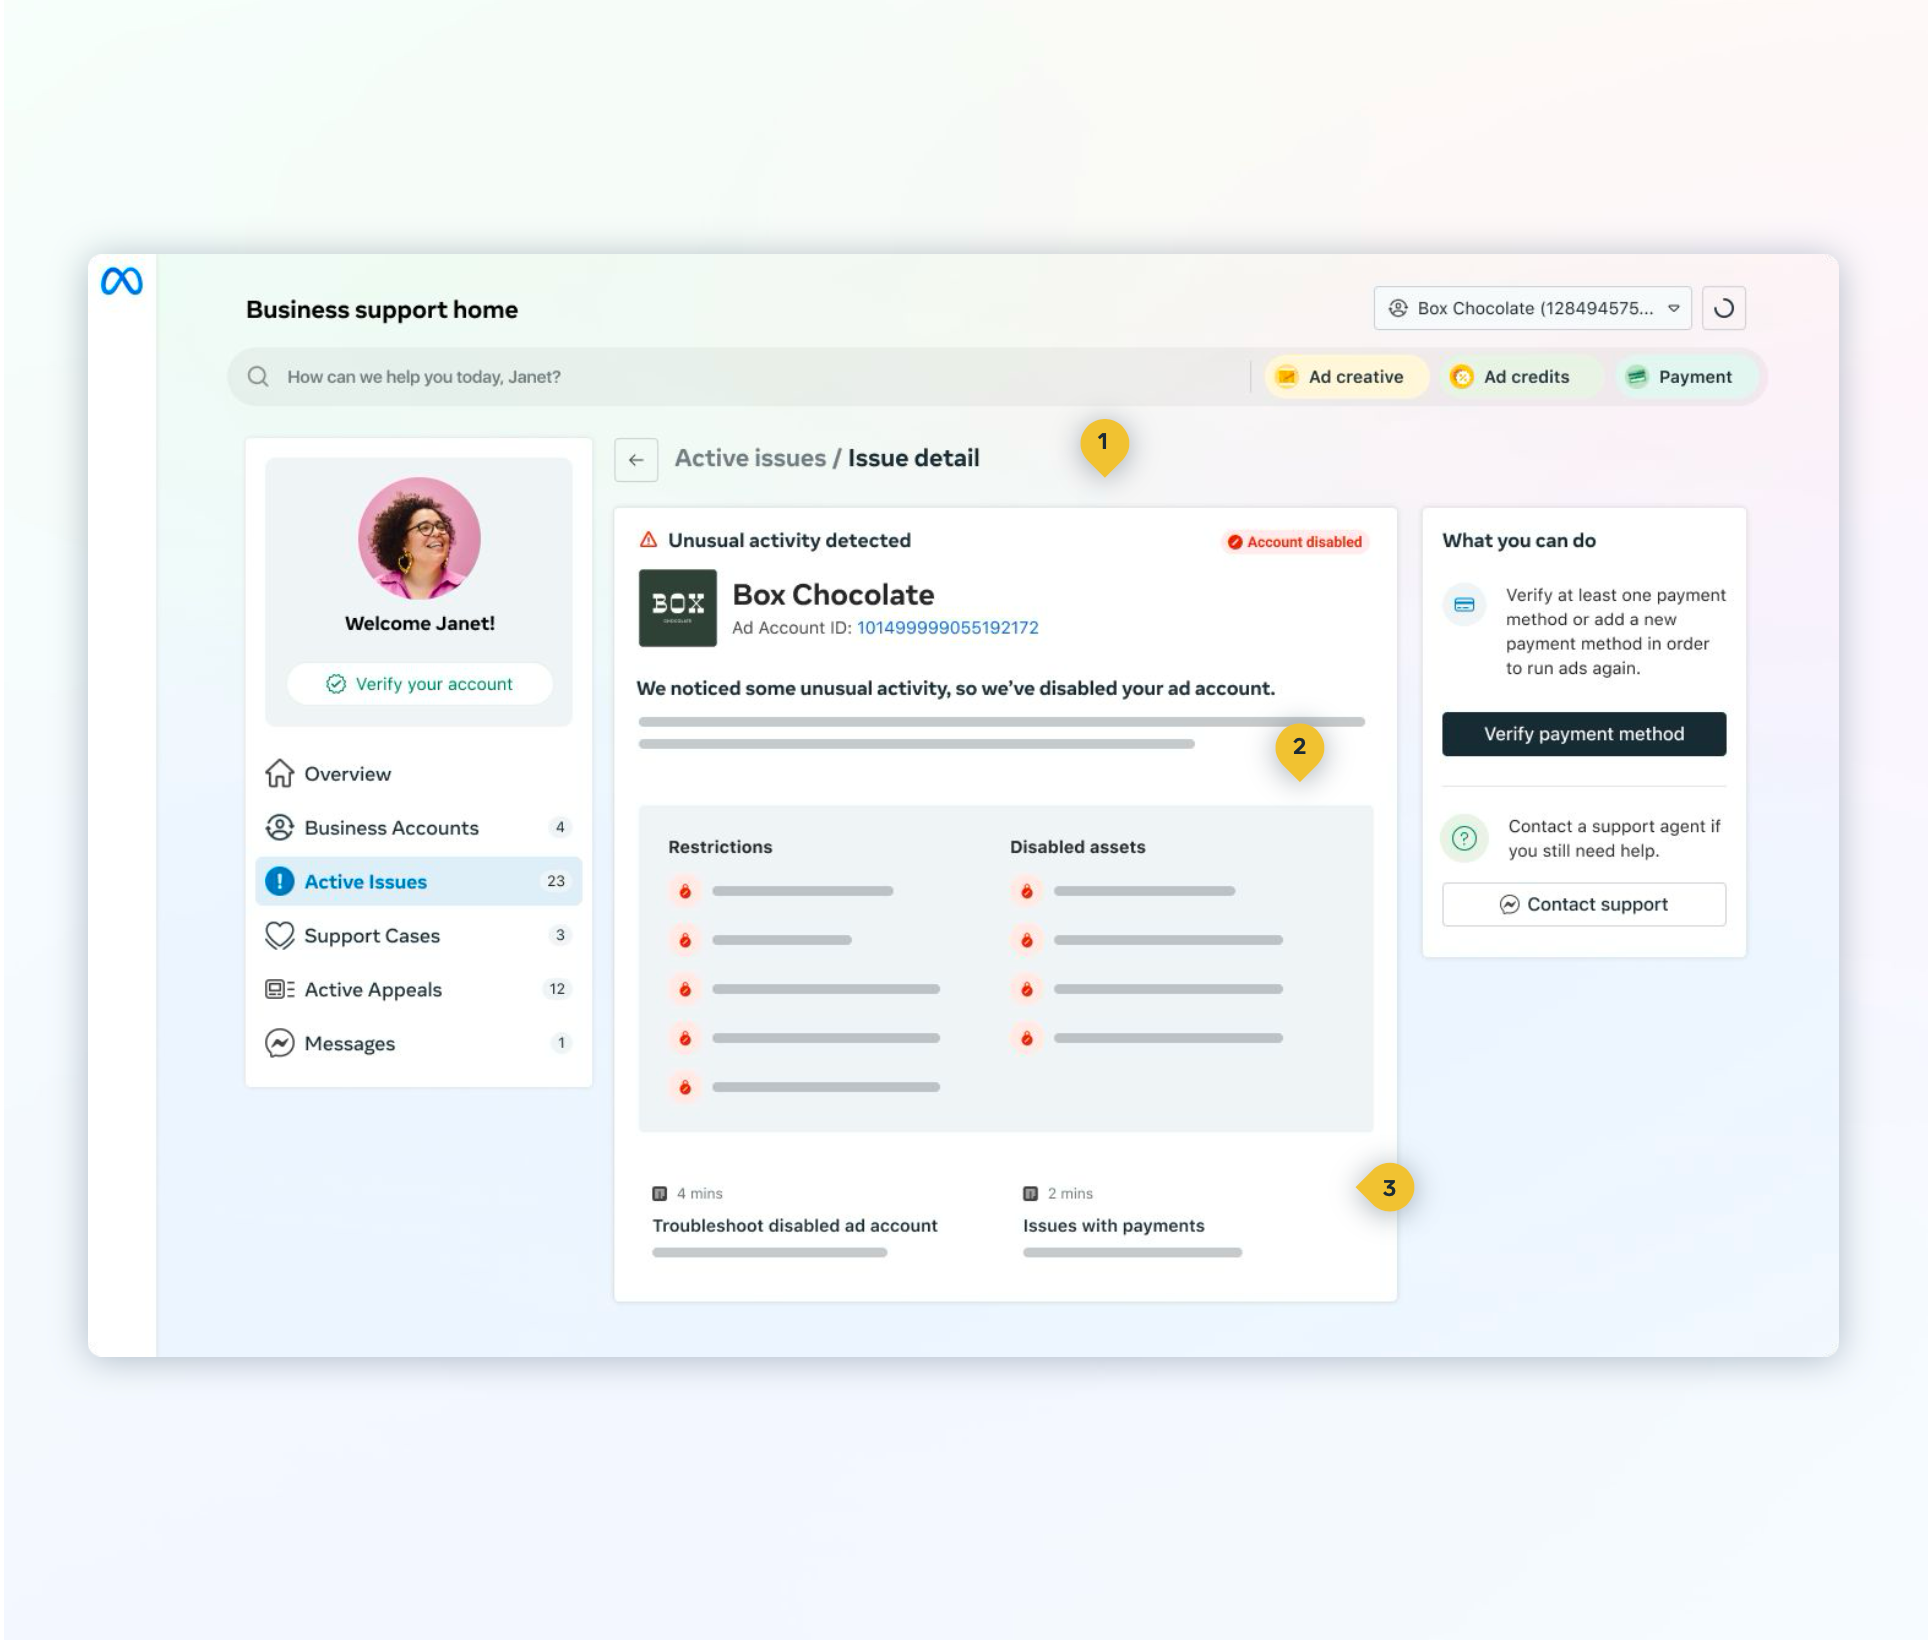 Business support home
Box Chocolate (128494575...
How can we help you today, Janet?
Ad creative
Ad credits
Payment
Welcome Janet!
Verify your account
Overview
Business Accounts 4
Active Issues 23
Support Cases 3
Active Appeals 12
Messages 1
Active issues / Issue detail
1
Unusual activity detected
Account disabled
BOX
CHOCOLATE
Box Chocolate
Ad Account ID: 101499999055192172
We noticed some unusual activity, so we’ve disabled your ad account.
2
Restrictions
Disabled assets
4 mins
Troubleshoot disabled ad account
2 mins
Issues with payments
3
What you can do
Verify at least one payment
method or add a new
payment method in order
to run ads again.
Verify payment method
Contact a support agent if
you still need help.
Contact support